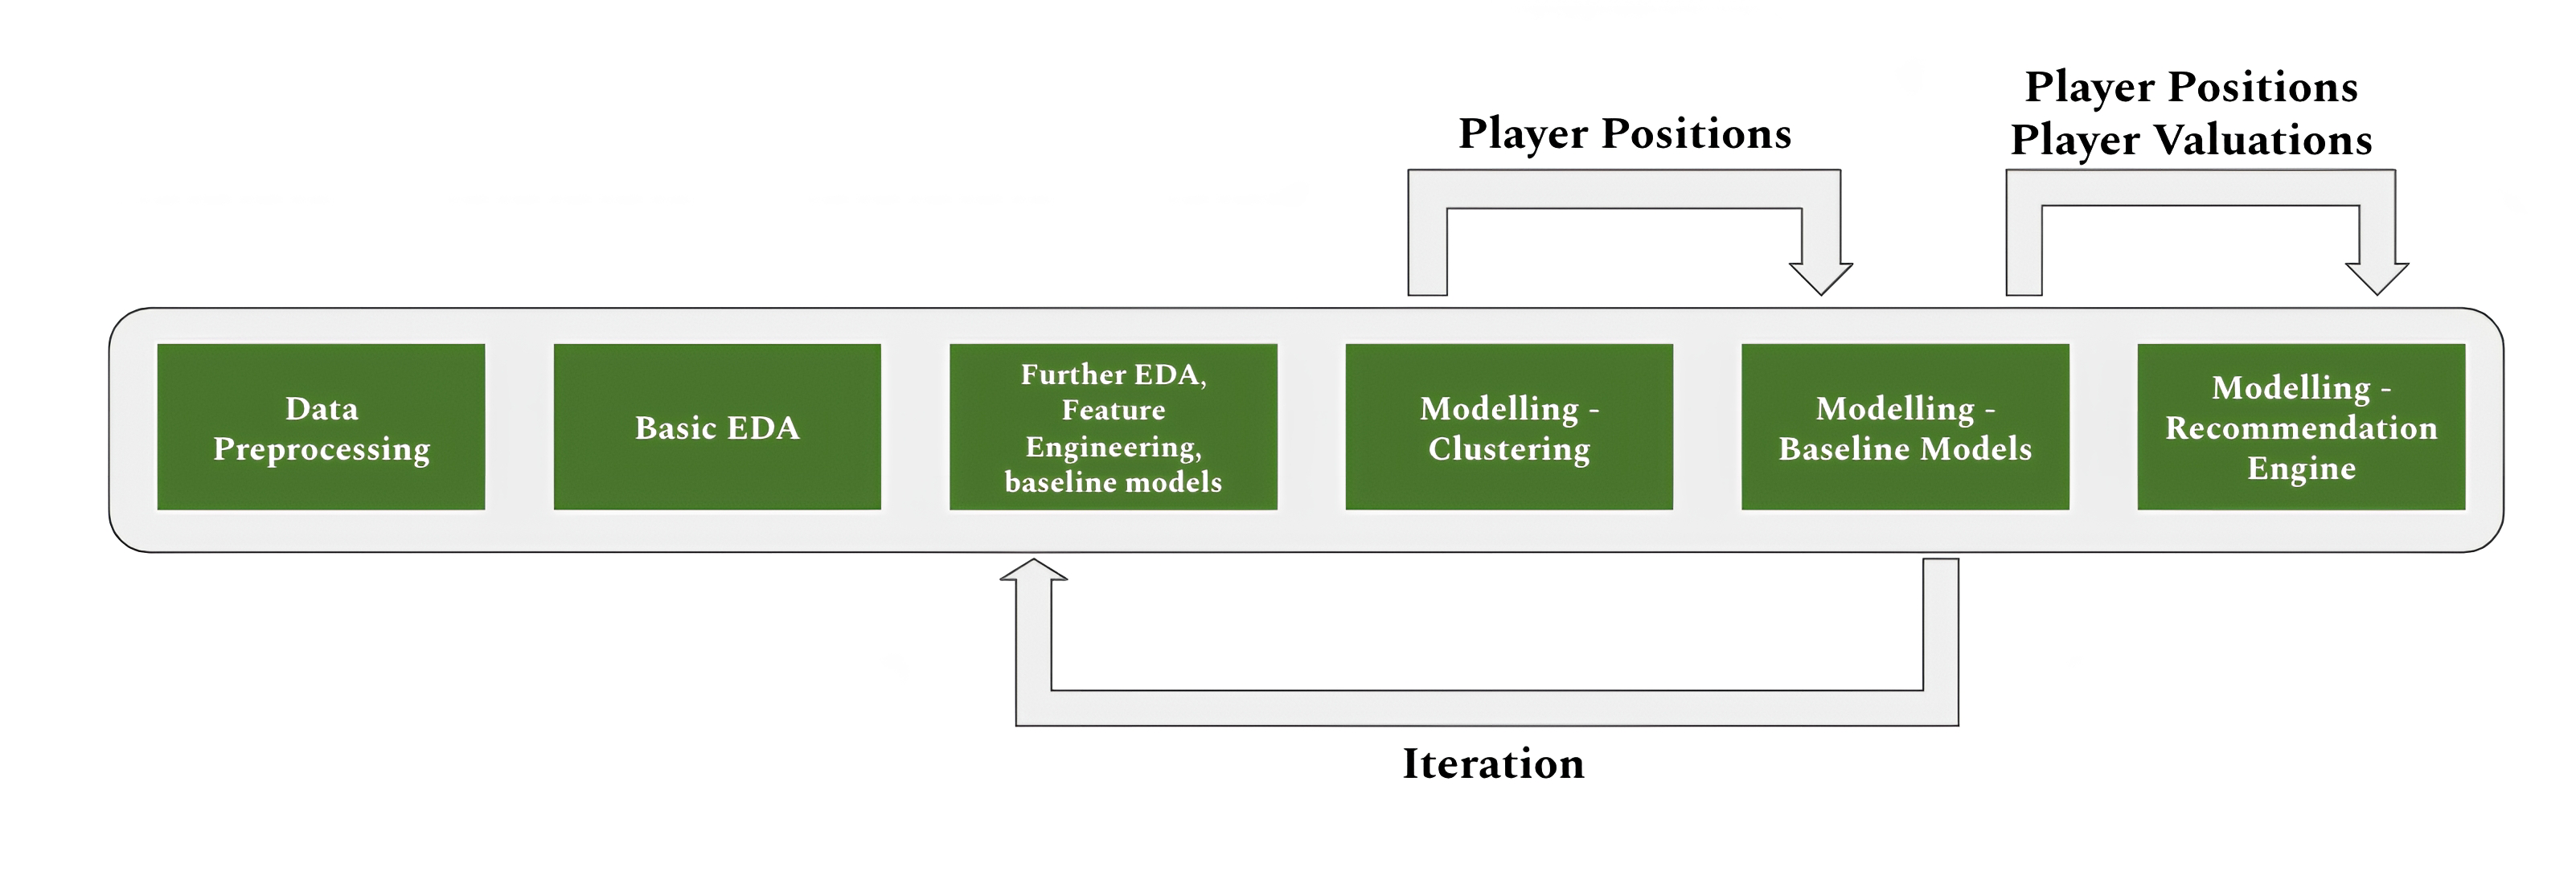 Player Positions
Player Positions
Player Valuations
Data
Preprocessing
Basic EDA
Further EDA,
Feature
Engineering,
baseline models
Modelling -
Clustering
Modelling -
Baseline Models
Modelling -
Recommendation
Engine
Iteration